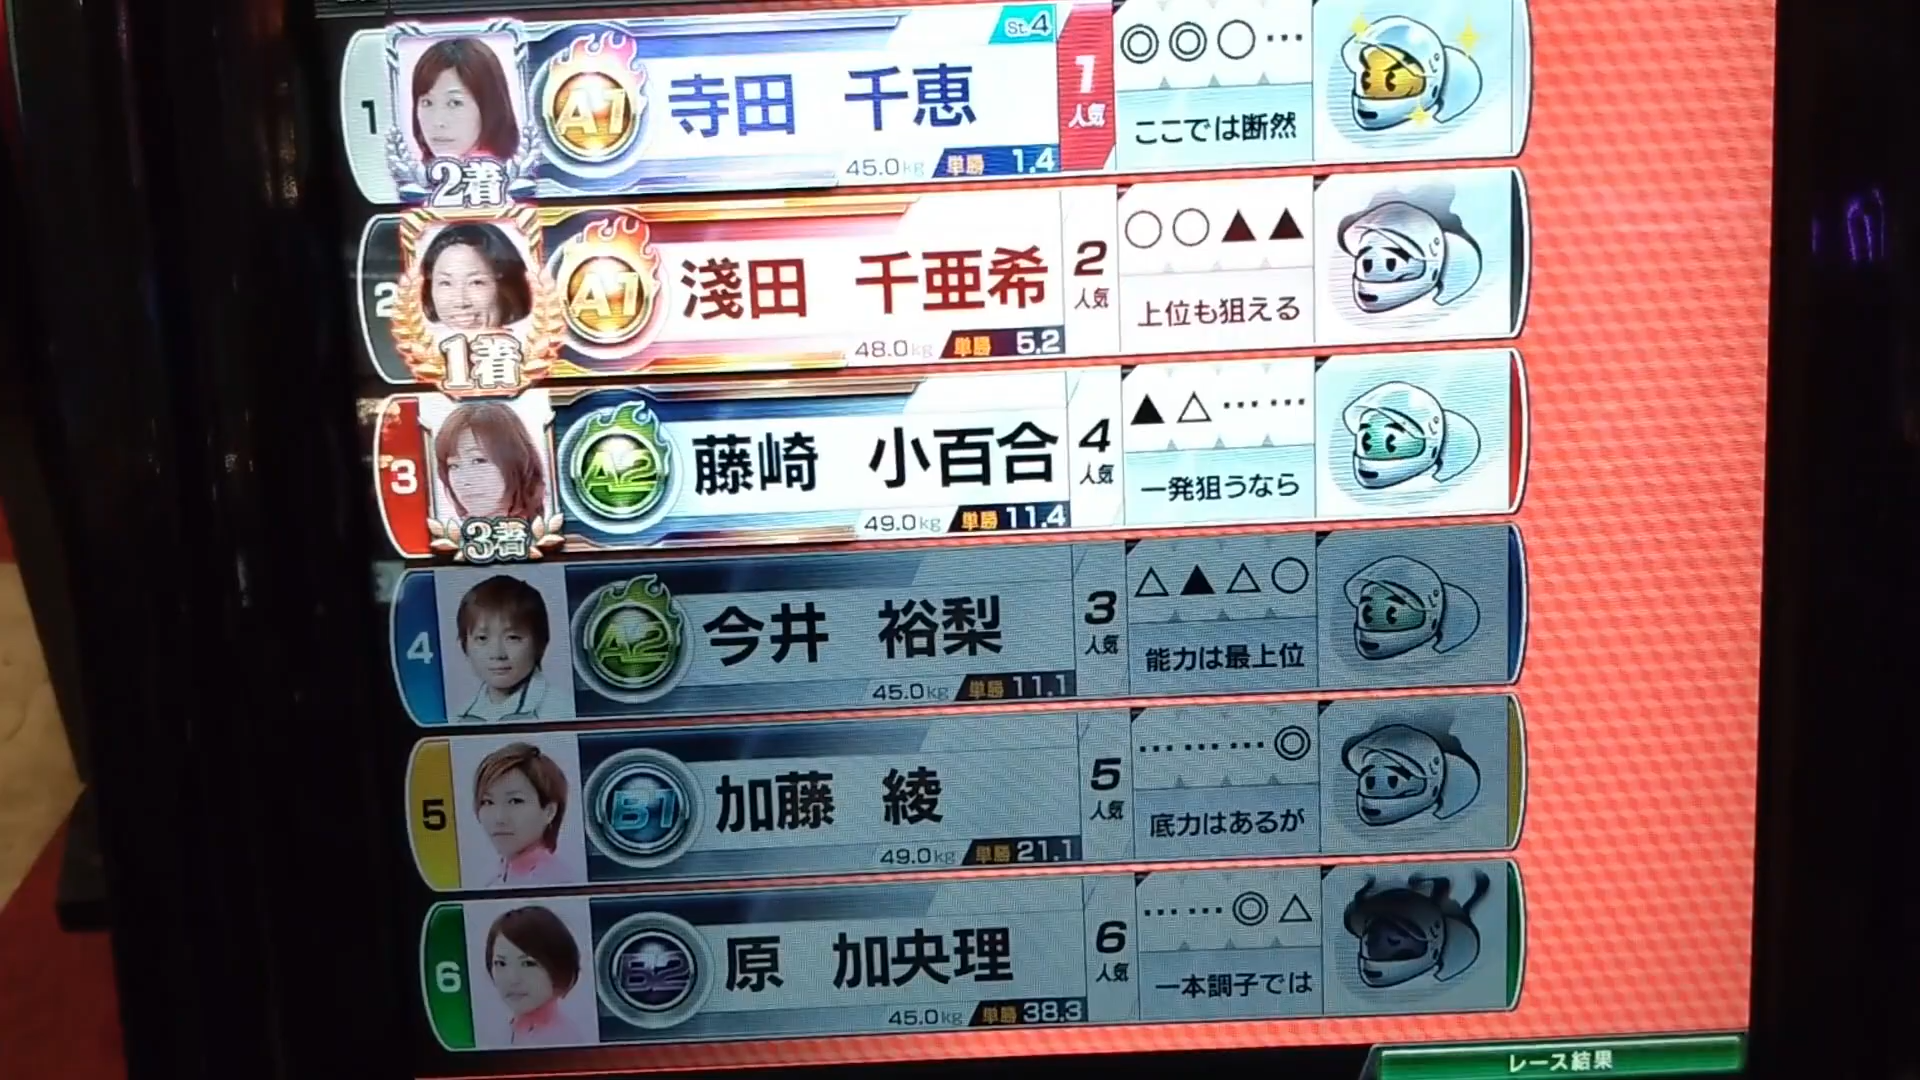 St.4
1 A1 寺田 千恵 1人気 ◎◎○…
2着 45.0kg 単勝 1.4 ここでは断然
2 A1 淺田 千亜希 2人気 ○○▲▲
1着 48.0kg 単勝 5.2 上位も狙える
3 A2 藤崎 小百合 4人気 ▲△……
3着 49.0kg 単勝 11.4 一発狙うなら
4 A2 今井 裕梨 3人気 △▲△○
45.0kg 単勝 11.1 能力は最上位
5 B1 加藤 綾 5人気 ………◎
49.0kg 単勝 21.1 底力はあるが
6 B2 原 加央理 6人気 ……◎△
45.0kg 単勝 38.3 一本調子では
レース結果